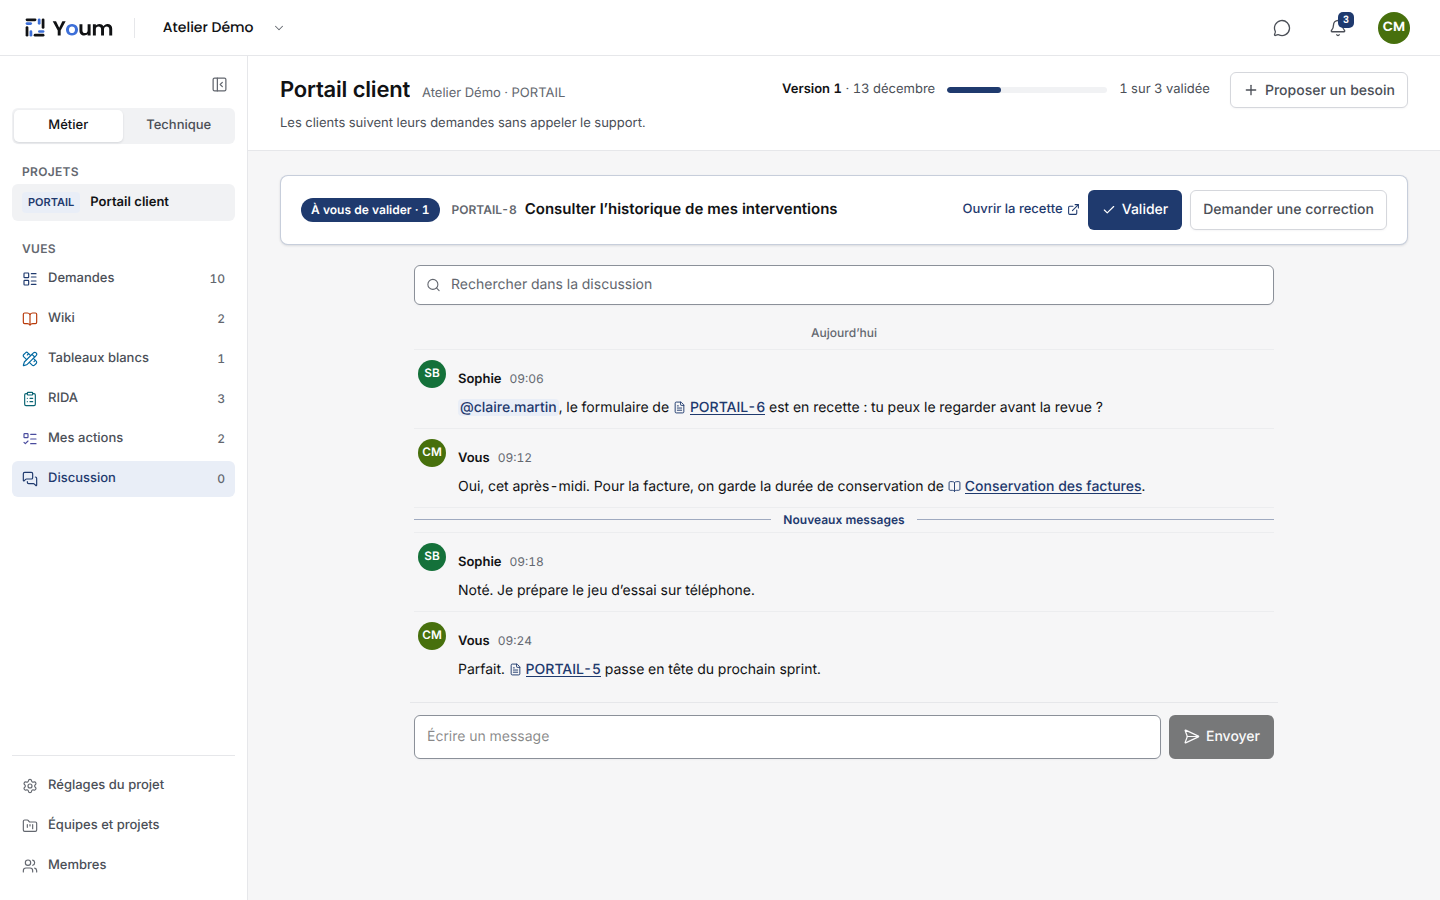 Youm
Atelier Démo
3
CM
Métier
Technique
PROJETS
PORTAIL Portail client
VUES
Demandes 10
Wiki 2
Tableaux blancs 1
RIDA 3
Mes actions 2
Discussion 0
Réglages du projet
Équipes et projets
Membres
Portail client Atelier Démo · PORTAIL
Version 1 · 13 décembre 1 sur 3 validée
Proposer un besoin
Les clients suivent leurs demandes sans appeler le support.
À vous de valider · 1 PORTAIL-8 Consulter l’historique de mes interventions
Ouvrir la recette Valider Demander une correction
Rechercher dans la discussion
Aujourd’hui
SB Sophie 09:06
@claire.martin, le formulaire de PORTAIL-6 est en recette : tu peux le regarder avant la revue ?
CM Vous 09:12
Oui, cet après-midi. Pour la facture, on garde la durée de conservation de Conservation des factures.
Nouveaux messages
SB Sophie 09:18
Noté. Je prépare le jeu d’essai sur téléphone.
CM Vous 09:24
Parfait. PORTAIL-5 passe en tête du prochain sprint.
Écrire un message
Envoyer